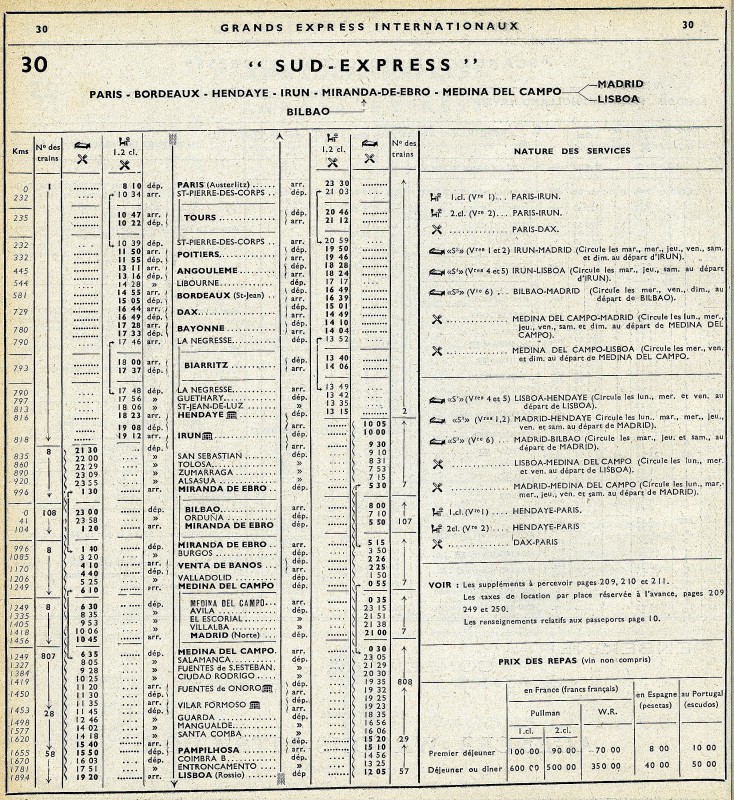 30
GRANDS EXPRESS INTERNATIONAUX
30
30
“ SUD-EXPRESS ”
PARIS - BORDEAUX - HENDAYE - IRUN - MIRANDA-DE-EBRO - MEDINA DEL CAMPO
MADRID
LISBOA
BILBAO
Kms
Nos des trains
1.2 cl.
1.2 cl.
Nos des trains
NATURE DES SERVICES
0 1 8 10 dép. PARIS (Austerlitz) arr. 23 30
232 10 34 arr. ST-PIERRE-DES-CORPS dép. 21 03
235 10 47 arr. TOURS dép. 20 46
10 22 dép. arr. 21 12
232 10 39 dép. ST-PIERRE-DES-CORPS arr. 20 59
332 11 50 arr. POITIERS dép. 19 50
11 55 dép. arr. 19 46
445 13 11 arr. ANGOULEME dép. 18 28
13 16 dép. arr. 18 24
544 14 28 » LIBOURNE 17 17
581 14 55 arr. BORDEAUX (St-Jean) dép. 16 49
15 05 dép. arr. 16 39
729 16 44 arr. DAX dép. 15 01
16 49 dép. arr. 14 49
780 17 28 arr. BAYONNE dép. 14 10
17 33 dép. arr. 14 04
790 17 46 arr. LA NEGRESSE dép. 13 52
793 18 00 arr. BIARRITZ dép. 13 40
17 37 dép. arr. 14 06
790 17 48 dép. LA NEGRESSE arr. 13 49
797 17 56 » GUETHARY dép. 13 42
813 18 06 » ST-JEAN-DE-LUZ 13 35
816 18 23 arr. HENDAYE dép. 13 15 2
19 08 10 05
818 19 12 arr. IRUN 10 00
8 21 30 dép. 9 30
835 22 00 » SAN SEBASTIAN 9 10
860 22 29 » TOLOSA 8 31
890 23 09 » ZUMARRAGA 7 53
920 23 55 » ALSASUA 7 15
996 1 30 arr. MIRANDA DE EBRO dép. 5 30 7
0 108 23 00 dép. BILBAO arr. 8 00
41 23 58 » ORDUÑA 7 10
104 1 20 arr. MIRANDA DE EBRO dép. 5 50 107
996 8 1 40 dép. MIRANDA DE EBRO arr. 5 15
1085 3 20 » BURGOS 3 50
1170 4 10 arr. VENTA DE BANOS dép. 2 26
4 40 dép. arr. 2 25
1206 5 25 » VALLADOLID 1 50
1249 6 10 arr. MEDINA DEL CAMPO dép. 0 55 7
1249 8 6 30 dép. MEDINA DEL CAMPO arr. 0 35
1335 8 35 » AVILA dép. 23 15
1405 9 53 » EL ESCORIAL 21 51
1418 10 06 » VILLALBA 21 38
1456 10 45 arr. MADRID (Norte) dép. 21 00 7
1249 807 6 35 dép. MEDINA DEL CAMPO arr. 0 30
1327 8 05 » SALAMANCA dép. 23 05
1384 9 28 » FUENTES de S.ESTEBAN 21 29
1419 10 25 » CIUDAD RODRIGO 20 30
1450 11 20 arr. FUENTES de OÑORO dép. 19 35 808
11 30 dép. arr. 19 32
1453 11 35 arr. VILAR FORMOSO dép. 19 25
28 11 45 dép. arr. 19 23
1498 12 46 » GUARDA dép. 18 35
1577 14 02 » MANGUALDE 16 56
1620 14 18 » SANTA COMBA 16 06
15 40 arr. PAMPILHOSA dép. 15 20 29
1655 58 15 50 dép. arr. 15 10
1670 16 03 » COIMBRA B dép. 14 56
1781 17 51 » ENTRONCAMENTO 13 25
1894 19 20 arr. LISBOA (Rossio) dép. 12 05 57
1.cl. (Vre 1)... PARIS-IRUN.
2.cl. (Vre 2)... PARIS-IRUN.
PARIS-DAX.
«S3» (Vres 1 et 2) IRUN-MADRID (Circule les mar., mer., jeu., ven., sam.
et dim. au départ d'IRUN).
(Vres 4 et 5) IRUN-LISBOA (Circule les mar., jeu., sam. au départ
d'IRUN).
(Vre 6) . BILBAO-MADRID (Circule les mer., ven., dim., au
départ de BILBAO).
MEDINA DEL CAMPO-MADRID (Circule les lun., mer.,
jeu., ven., sam. et dim. au départ de MEDINA DEL
CAMPO).
MEDINA DEL CAMPO-LISBOA (Circule les mer., ven.
et dim. au départ de MEDINA DEL CAMPO.
(Vres 4 et 5) LISBOA-HENDAYE (Circule les lun., mer. et ven. au
départ de LISBOA).
(Vres 1,2) MADRID-HENDAYE Circule les lun., mar., mer., jeu.,
ven. et sam. au départ de MADRID).
(Vre 6) . MADRID-BILBAO (Circule les mar., jeu. et sam., au
départ de MADRID).
LISBOA-MEDINA DEL CAMPO (Circule les lun., mer.
et ven. au départ de LISBOA).
MADRID-MEDINA DEL CAMPO (Circule les lun., mar.
mer., jeu., ven. et sam. au départ de MADRID).
1.cl. (Vre 1) . HENDAYE-PARIS
2cl. (Vre 2) . HENDAYE-PARIS
DAX-PARIS
VOIR : Les suppléments à percevoir pages 209, 210 et 211.
Les taxes de location par place réservée à l'avance, pages 209
249 et 250.
Les renseignements relatifs aux passeports page 10.
PRIX DES REPAS (vin non compris)
en France (francs français)
en Espagne (pesetas)
au Portugal (escudos)
Pullman
W.R.
1.cl. 2.cl.
Premier déjeuner 100 00 90 00 70 00 8 00 10 00
Déjeuner ou diner 600 00 500 00 350 00 40 00 50 00